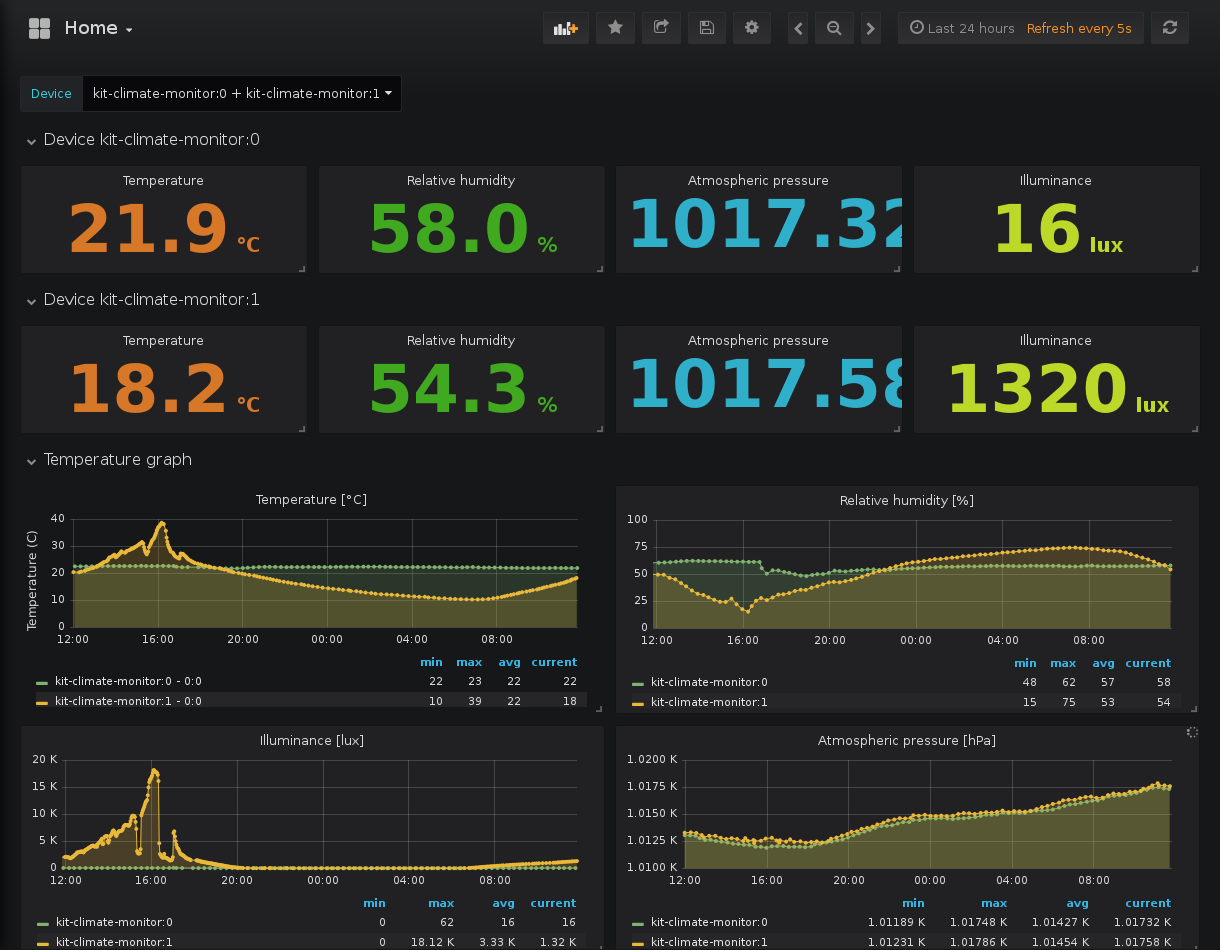 Home
Last 24 hours Refresh every 5s
Device kit-climate-monitor:0 + kit-climate-monitor:1
Device kit-climate-monitor:0
Temperature Relative humidity Atmospheric pressure Illuminance
21.9 °C 58.0 % 1017.32 16 lux
Device kit-climate-monitor:1
Temperature Relative humidity Atmospheric pressure Illuminance
18.2 °C 54.3 % 1017.58 1320 lux
Temperature graph
Temperature [°C]
Temperature (C)
40
30
20
10
0
12:00 16:00 20:00 00:00 04:00 08:00
min max avg current
kit-climate-monitor:0 - 0:0 22 23 22 22
kit-climate-monitor:1 - 0:0 10 39 22 18
Relative humidity [%]
100
75
50
25
0
12:00 16:00 20:00 00:00 04:00 08:00
min max avg current
kit-climate-monitor:0 48 62 57 58
kit-climate-monitor:1 15 75 53 54
Illuminance [lux]
20 K
15 K
10 K
5 K
0
12:00 16:00 20:00 00:00 04:00 08:00
min max avg current
kit-climate-monitor:0 0 62 16 16
kit-climate-monitor:1 0 18.12 K 3.33 K 1.32 K
Atmospheric pressure [hPa]
1.0200 K
1.0175 K
1.0150 K
1.0125 K
1.0100 K
12:00 16:00 20:00 00:00 04:00 08:00
min max avg current
kit-climate-monitor:0 1.01189 K 1.01748 K 1.01427 K 1.01732 K
kit-climate-monitor:1 1.01231 K 1.01786 K 1.01454 K 1.01758 K